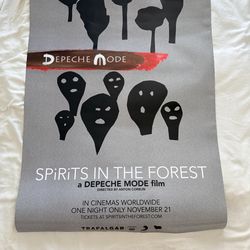 DEPECHE MODE
SPiRiTS IN THE FOREST
a DEPECHE MODE film
DIRECTED BY ANTON CORBIJN
IN CINEMAS WORLDWIDE
ONE NIGHT ONLY NOVEMBER 21
TICKETS AT SPIRITSINTHEFOREST.COM
TRAFALGAR